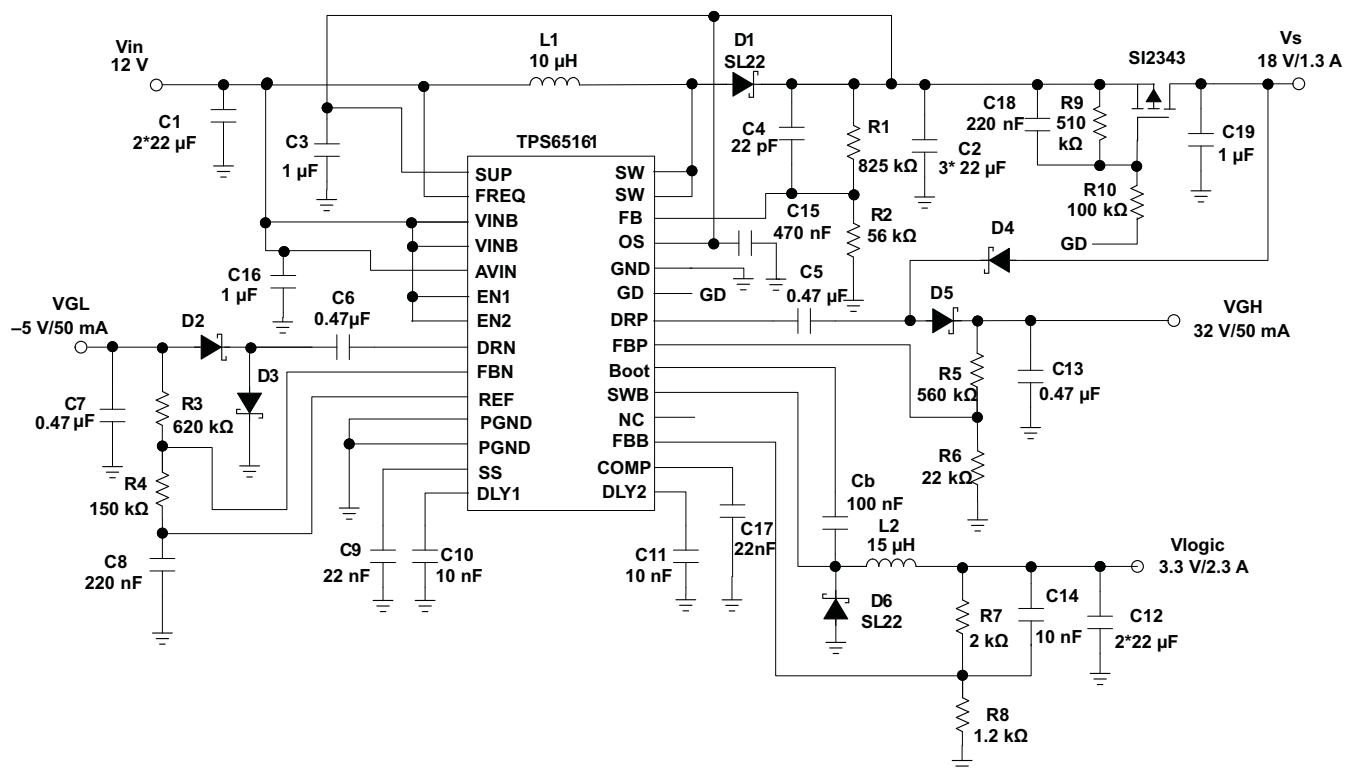 Vin
12 V
L1
10 µH
D1
SL22
SI2343
Vs
18 V/1.3 A
C1
2*22 µF
C3
1 µF
C4
22 pF
R1
825 kΩ
C2
3* 22 µF
C18
220 nF
R9
510
kΩ
C19
1 µF
R10
100 kΩ
GD
TPS65161
SUP
FREQ
VINB
VINB
AVIN
EN1
EN2
DRN
FBN
REF
PGND
PGND
SS
DLY1
SW
SW
FB
OS
GND
GD
DRP
FBP
Boot
SWB
NC
FBB
COMP
DLY2
GD
C15
470 nF
R2
56 kΩ
C5
0.47 µF
D4
D5
VGH
32 V/50 mA
C16
1 µF
VGL
–5 V/50 mA
D2
C6
0.47µF
D3
C7
0.47 µF
R3
620 kΩ
R4
150 kΩ
C8
220 nF
C9
22 nF
C10
10 nF
C11
10 nF
C17
22nF
R5
560 kΩ
C13
0.47 µF
R6
22 kΩ
Cb
100 nF
L2
15 µH
Vlogic
3.3 V/2.3 A
D6
SL22
R7
2 kΩ
C14
10 nF
C12
2*22 µF
R8
1.2 kΩ